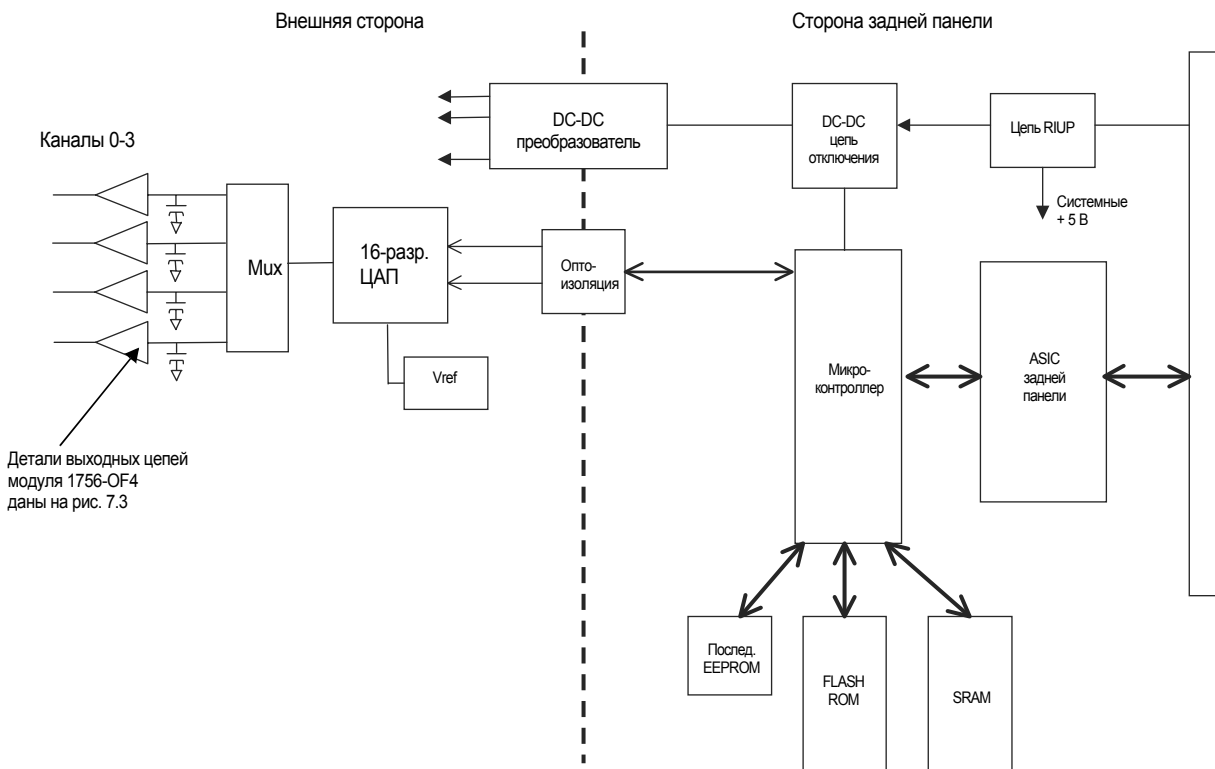 Внешняя сторона
Сторона задней панели
DC-DC
преобразователь
DC-DC
цепь
отключения
Цепь RIUP
Каналы 0-3
Системные
+ 5 В
Mux
16-разр.
ЦАП
Опто-
изоляция
Vref
Микро-
контроллер
ASIC
задней
панели
Детали выходных цепей
модуля 1756-OF4
даны на рис. 7.3
Послед.
EEPROM
FLASH
ROM
SRAM